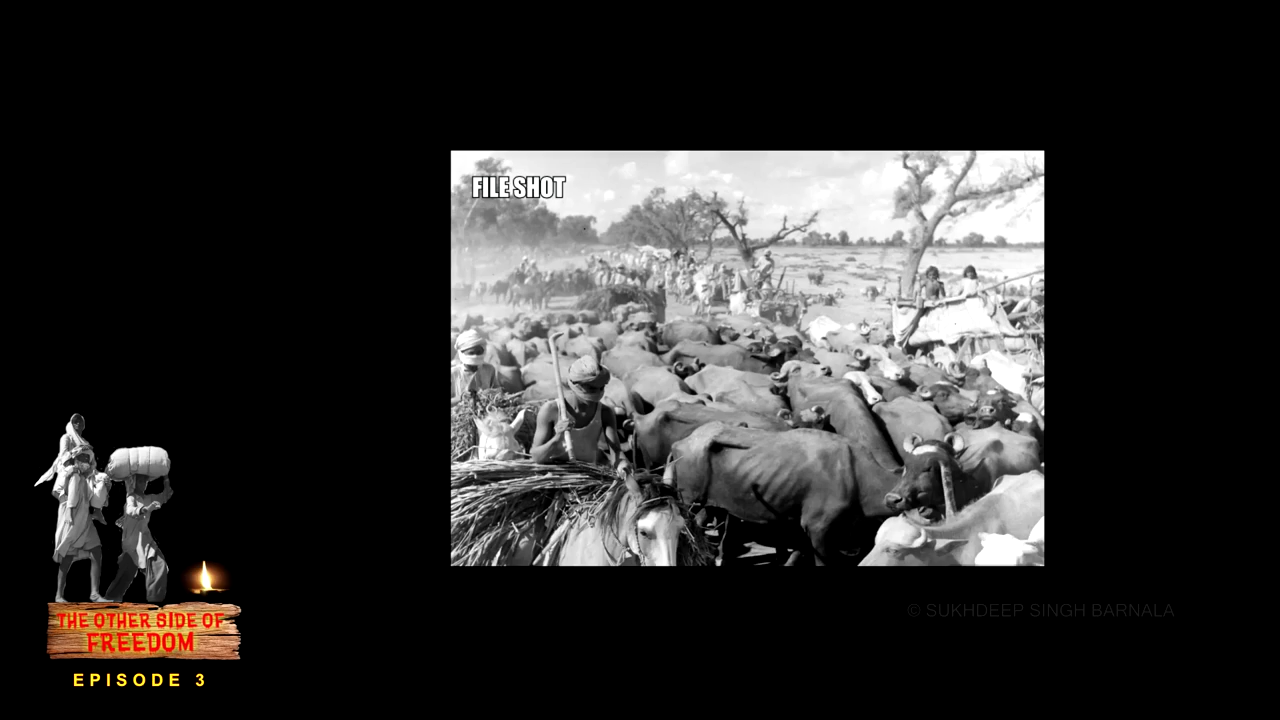 FILE SHOT
© SUKHDEEP SINGH BARNALA
THE OTHER SIDE OF
FREEDOM
EPISODE 3